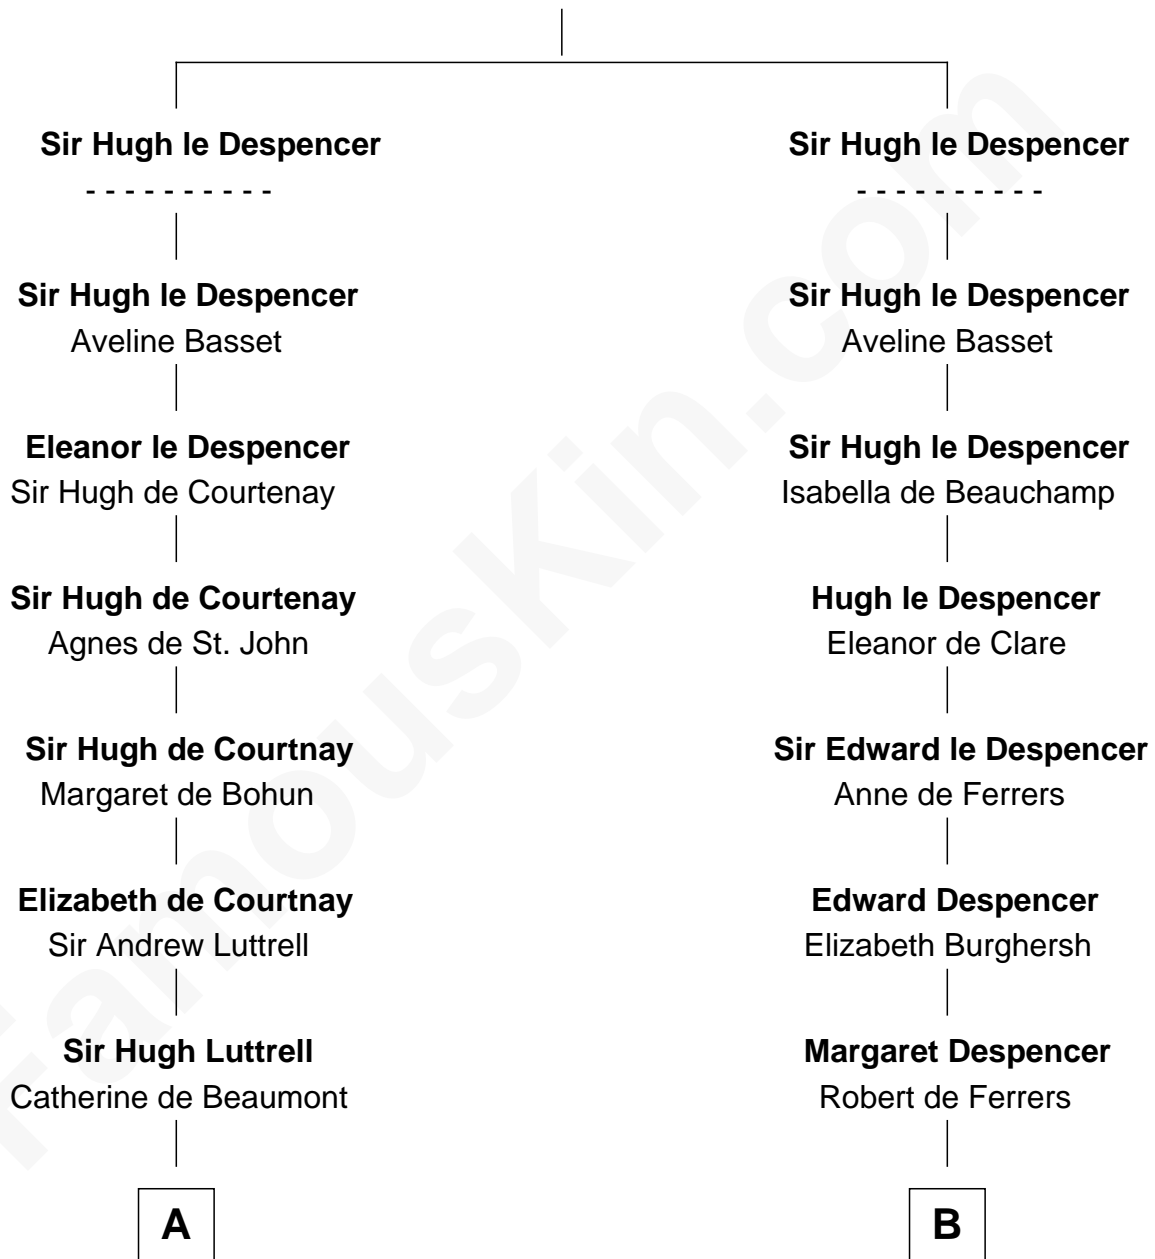 Sir Hugh le Despencer
- - - - - - - - - -
Sir Hugh le Despencer
Aveline Basset
Eleanor le Despencer
Sir Hugh de Courtenay
Sir Hugh de Courtenay
Agnes de St. John
Sir Hugh de Courtnay
Margaret de Bohun
Elizabeth de Courtnay
Sir Andrew Luttrell
Sir Hugh Luttrell
Catherine de Beaumont
A
Sir Hugh le Despencer
- - - - - - - - - -
Sir Hugh le Despencer
Aveline Basset
Sir Hugh le Despencer
Isabella de Beauchamp
Hugh le Despencer
Eleanor de Clare
Sir Edward le Despencer
Anne de Ferrers
Edward Despencer
Elizabeth Burghersh
Margaret Despencer
Robert de Ferrers
B
FamousKin.com